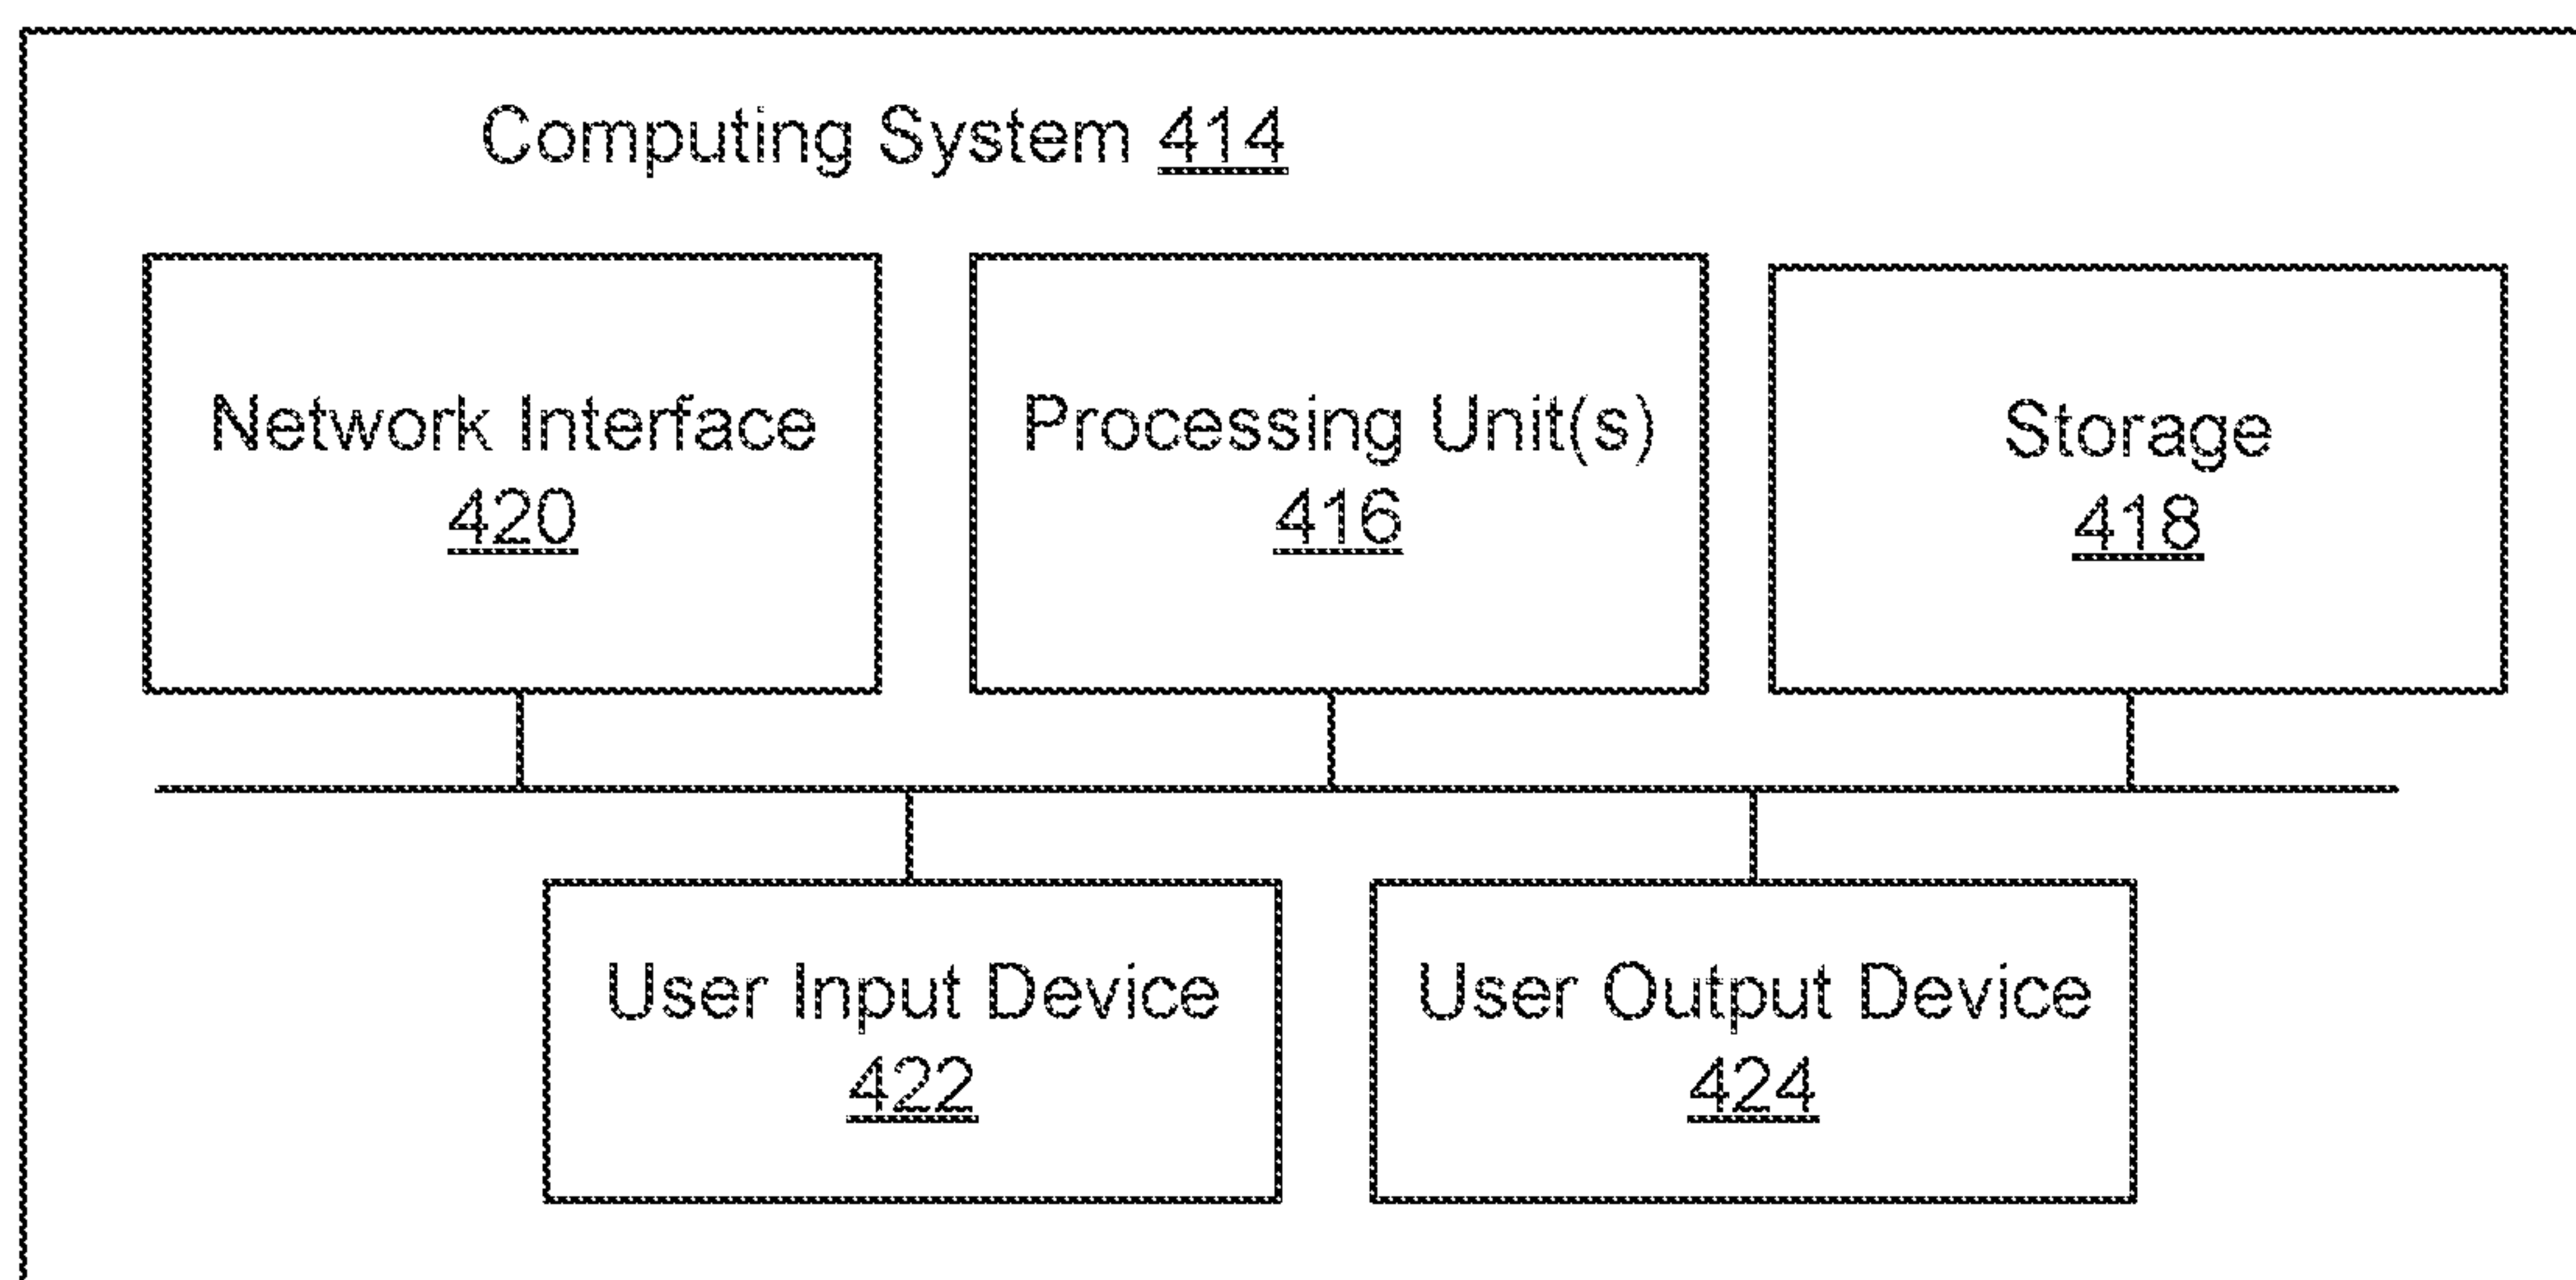 Computing System 414
Network Interface
420
Processing Unit(s)
416
Storage
418
User Input Device
422
User Output Device
424